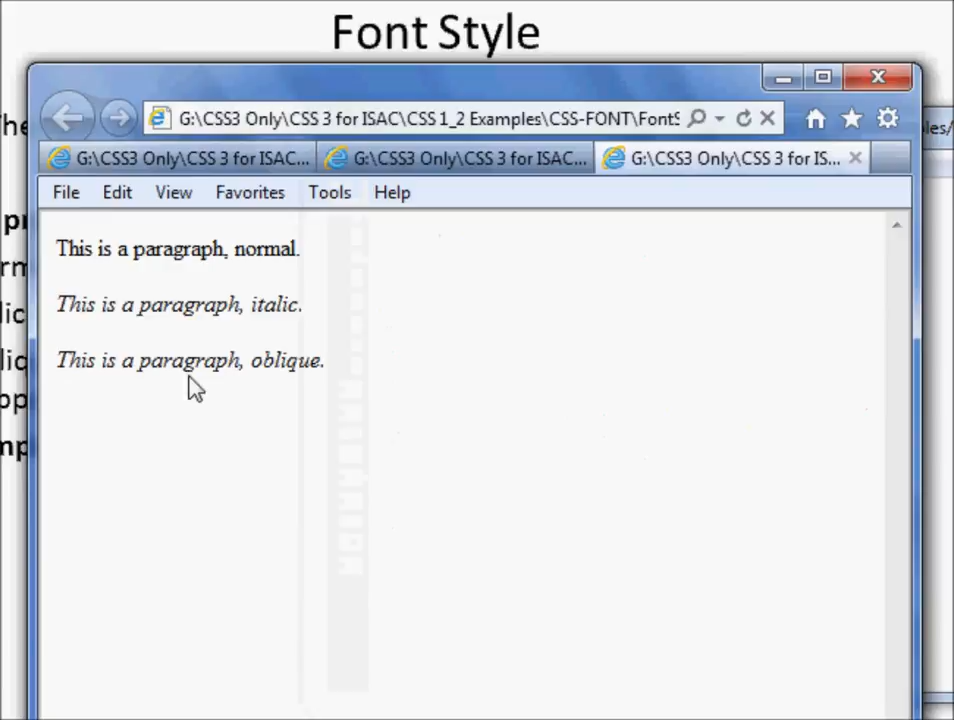 Font Style
G:\CSS3 Only\CSS 3 for ISAC\CSS 1_2 Examples\CSS-FONT\FontS
G:\CSS3 Only\CSS 3 for ISAC... G:\CSS3 Only\CSS 3 for ISAC... G:\CSS3 Only\CSS 3 for IS...
File Edit View Favorites Tools Help
This is a paragraph, normal.
This is a paragraph, italic.
This is a paragraph, oblique.